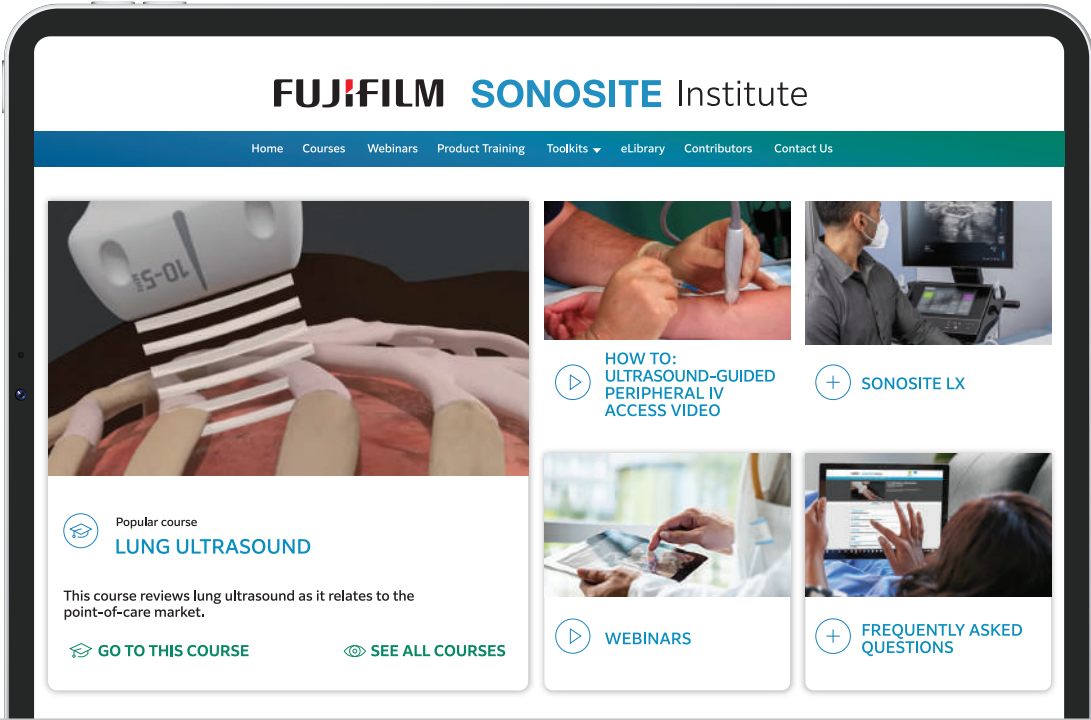 FUJIFILM SONOSITE Institute
Home Courses Webinars Product Training Toolkits eLibrary Contributors Contact Us
10-5
HOW TO:
ULTRASOUND-GUIDED
PERIPHERAL IV
ACCESS VIDEO
SONOSITE LX
Popular course
LUNG ULTRASOUND
This course reviews lung ultrasound as it relates to the
point-of-care market.
GO TO THIS COURSE
SEE ALL COURSES
WEBINARS
FREQUENTLY ASKED
QUESTIONS